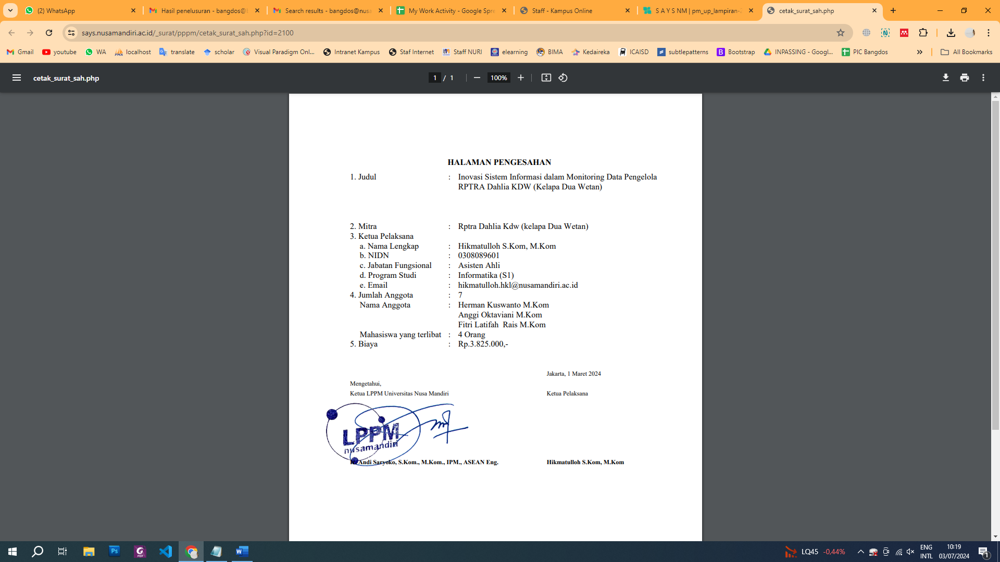 (2) WhatsApp
Hasil penelusuran - bangdos@
Search results - bangdos@nusa
My Work Activity - Google Spre
Staff - Kampus Online
S A Y S NM | pm_up_lampiran-
cetak_surat_sah.php
says.nusamandiri.ac.id/_surat/pppm/cetak_surat_sah.php?id=2100
Gmail
youtube
WA
localhost
translate
scholar
Visual Paradigm Onl...
Intranet Kampus
Staf Internet
Staff NURI
elearning
BIMA
Kedaireka
ICAISD
subtlepatterns
Bootstrap
INPASSING - Googl...
PIC Bangdos
All Bookmarks
cetak_surat_sah.php
1 / 1
100%
HALAMAN PENGESAHAN
1. Judul : Inovasi Sistem Informasi dalam Monitoring Data Pengelola
RPTRA Dahlia KDW (Kelapa Dua Wetan)
2. Mitra : Rptra Dahlia Kdw (kelapa Dua Wetan)
3. Ketua Pelaksana
a. Nama Lengkap : Hikmatulloh S.Kom, M.Kom
b. NIDN : 0308089601
c. Jabatan Fungsional : Asisten Ahli
d. Program Studi : Informatika (S1)
e. Email : hikmatulloh.hkl@nusamandiri.ac.id
4. Jumlah Anggota : 7
Nama Anggota : Herman Kuswanto M.Kom
Anggi Oktaviani M.Kom
Fitri Latifah Rais M.Kom
Mahasiswa yang terlibat : 4 Orang
5. Biaya : Rp.3.825.000,-
Jakarta, 1 Maret 2024
Mengetahui,
Ketua LPPM Universitas Nusa Mandiri
Ketua Pelaksana
LPPM
nusamandiri
Andi Saryoko, S.Kom., M.Kom., IPM., ASEAN Eng.
Hikmatulloh S.Kom, M.Kom
LQ45 -0,44%
ENG
INTL
10:19
03/07/2024
1